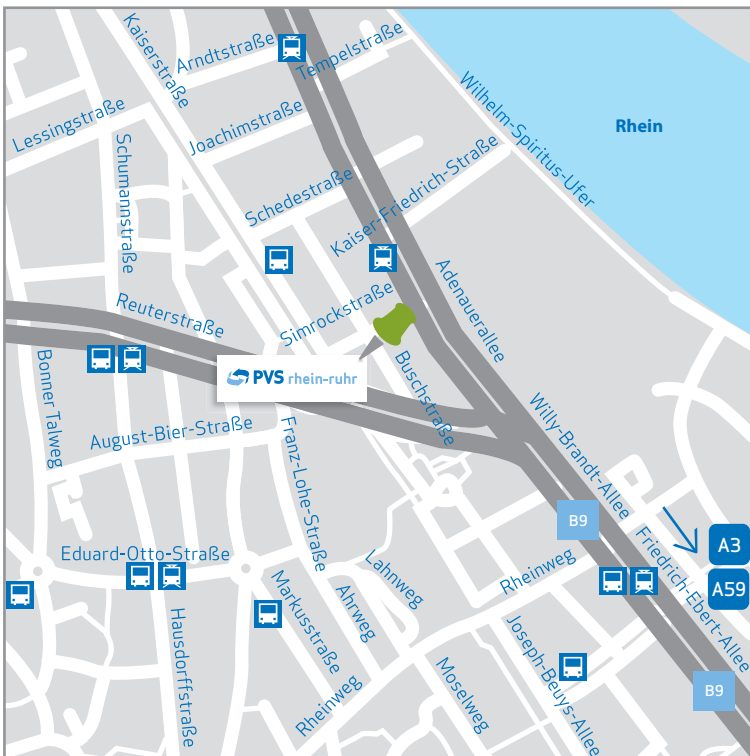 Kaiserstraße
Arndtstraße
Tempelstraße
Lessingstraße
Joachimstraße
Wilhelm-Spiritus-Ufer
Rhein
Schumannstraße
Schedestraße
Kaiser-Friedrich-Straße
Reuterstraße
Simrockstraße
Adenauerallee
PVS rhein-ruhr
Bonner Talweg
Buschstraße
August-Bier-Straße
Franz-Lohe-Straße
Willy-Brandt-Allee
B9
A3
Eduard-Otto-Straße
Lahnweg
Rheinweg
Friedrich-Ebert-Allee
A59
Markusstraße
Ahrweg
Hausdorffstraße
Joseph-Beuys-Allee
Moselweg
Rheinweg
B9